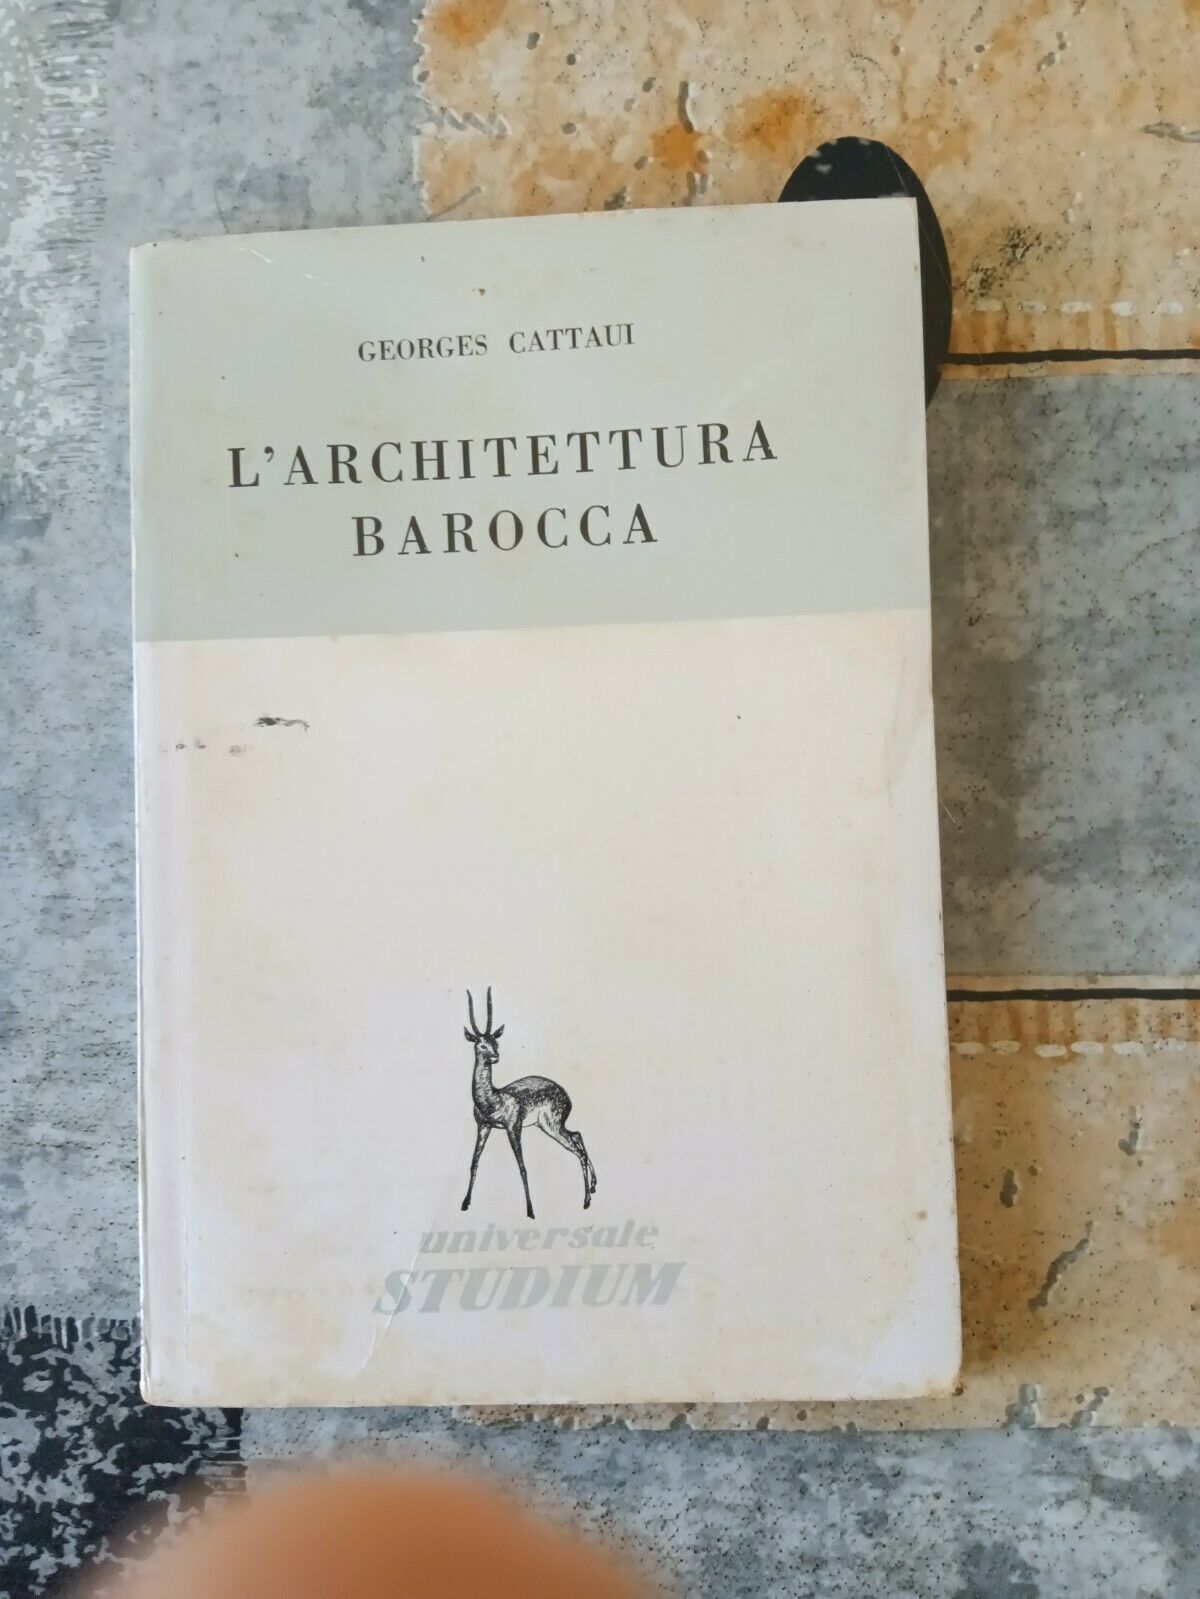 GEORGES CATTAUI
L'ARCHITETTURA
BAROCCA
universale
STUDIUM